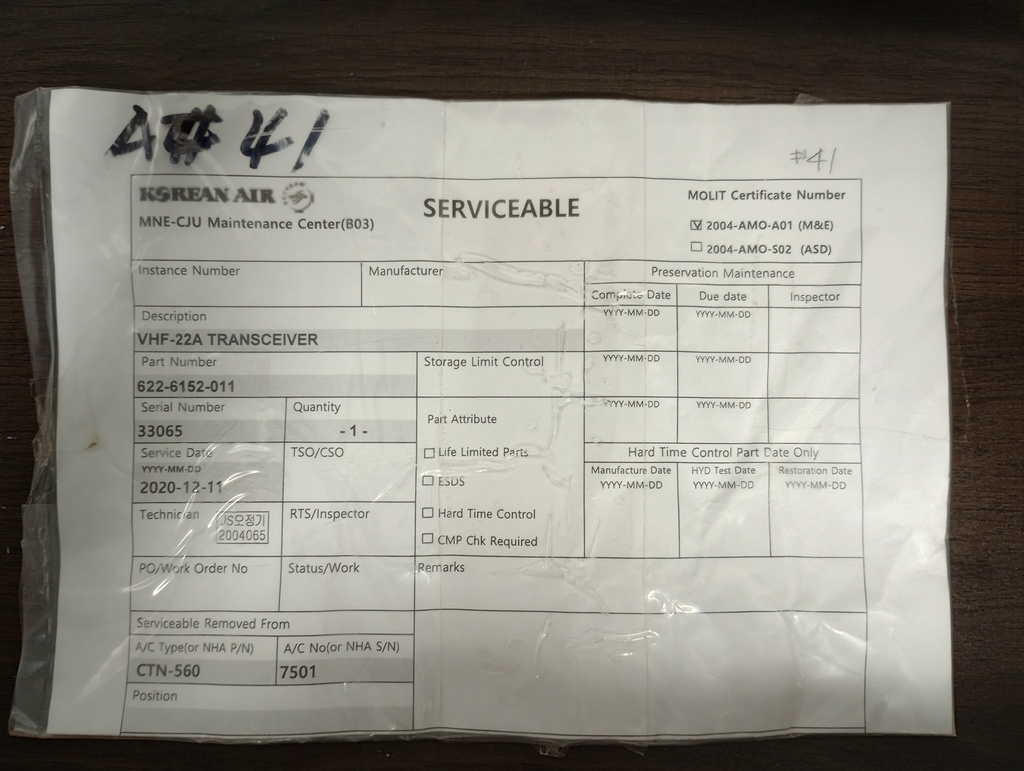 A# 41
#41
KOREAN AIR
MNE-CJU Maintenance Center(B03)
SERVICEABLE
MOLIT Certificate Number
☑ 2004-AMO-A01 (M&E)
☐ 2004-AMO-S02 (ASD)
Instance Number
Manufacturer
Preservation Maintenance
Complete Date Due date Inspector
YYYY-MM-DD YYYY-MM-DD
Description
VHF-22A TRANSCEIVER
Part Number
622-6152-011
Storage Limit Control
YYYY-MM-DD YYYY-MM-DD
Serial Number
33065
Quantity
- 1 -
Part Attribute
YYYY-MM-DD YYYY-MM-DD
Service Date
YYYY-MM-DD
2020-12-11
TSO/CSO
☐ Life Limited Parts
☐ ESDS
☐ Hard Time Control
☐ CMP Chk Required
Hard Time Control Part Date Only
Manufacture Date HYD Test Date Restoration Date
YYYY-MM-DD YYYY-MM-DD YYYY-MM-DD
Technician
JS오정기
2004065
RTS/Inspector
PO/Work Order No
Status/Work
Remarks
Serviceable Removed From
A/C Type(or NHA P/N)
CTN-560
A/C No(or NHA S/N)
7501
Position